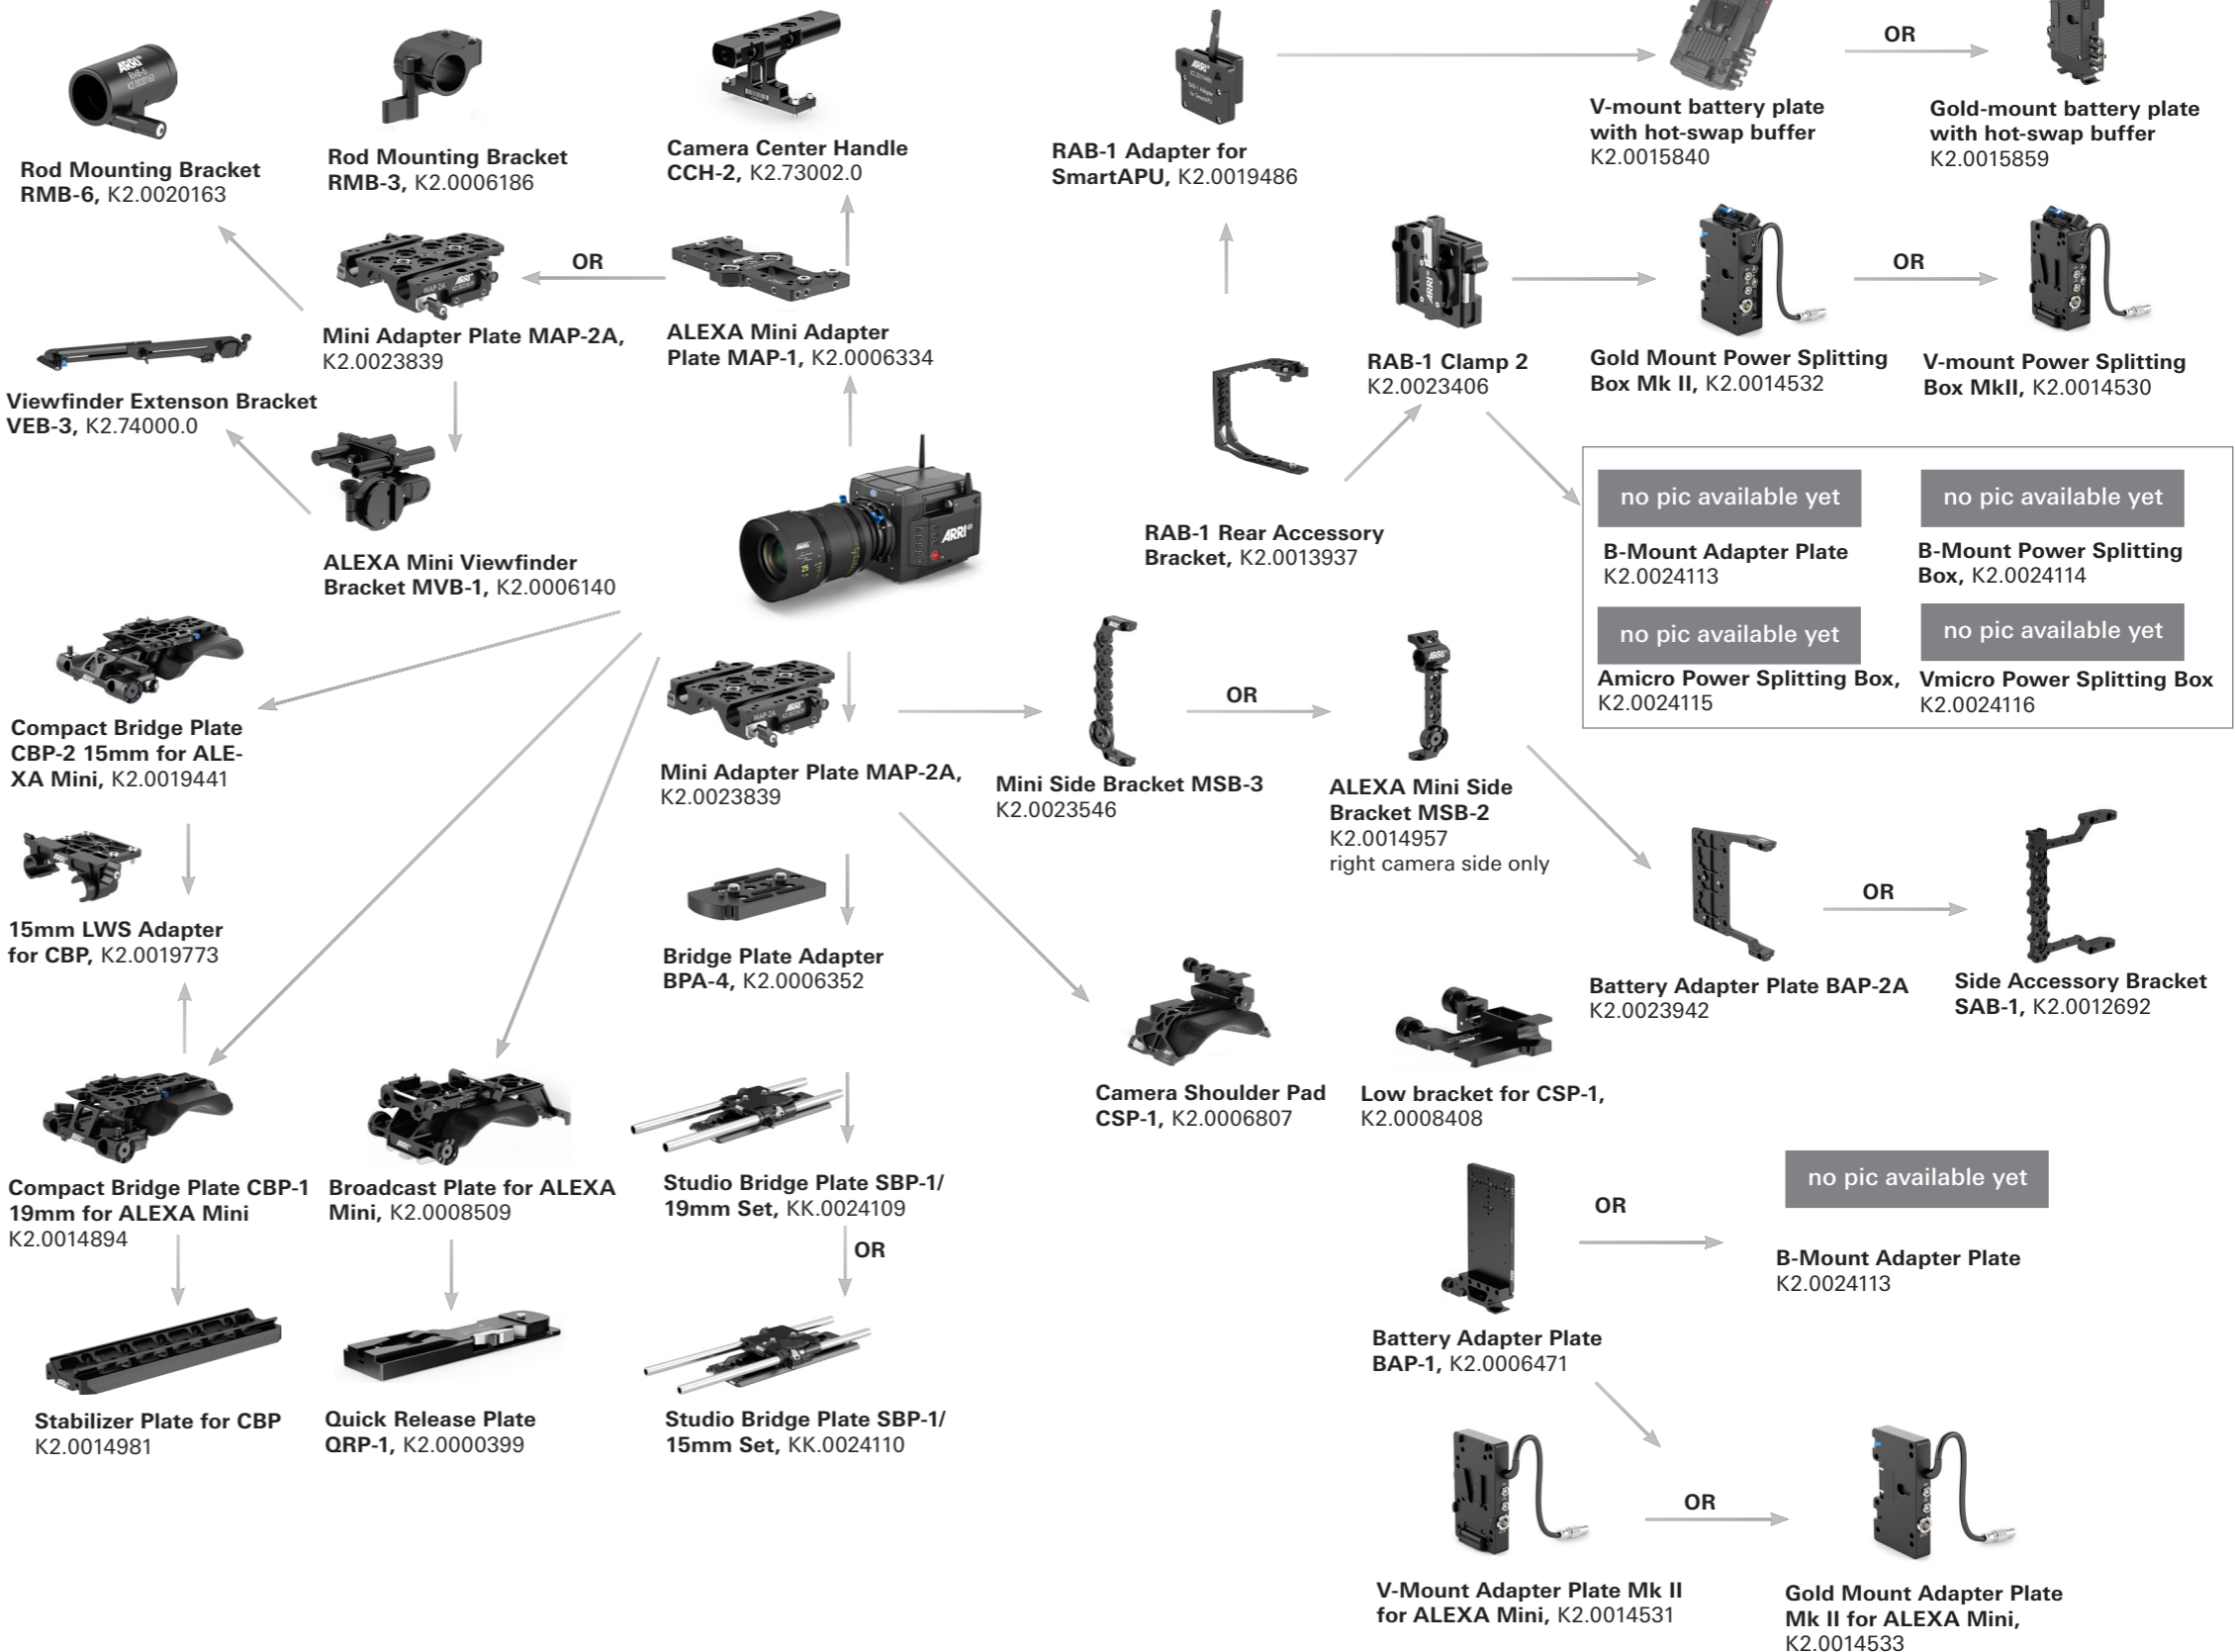 Rod Mounting Bracket
RMB-6, K2.0020163
Rod Mounting Bracket
RMB-3, K2.0006186
Camera Center Handle
CCH-2, K2.73002.0
RAB-1 Adapter for
SmartAPU, K2.0019486
V-mount battery plate
with hot-swap buffer
K2.0015840
OR
Gold-mount battery plate
with hot-swap buffer
K2.0015859
Mini Adapter Plate MAP-2A,
K2.0023839
OR
ALEXA Mini Adapter
Plate MAP-1, K2.0006334
RAB-1 Clamp 2
K2.0023406
Gold Mount Power Splitting
Box Mk II, K2.0014532
OR
V-mount Power Splitting
Box MkII, K2.0014530
Viewfinder Extenson Bracket
VEB-3, K2.74000.0
ALEXA Mini Viewfinder
Bracket MVB-1, K2.0006140
ARRI
RAB-1 Rear Accessory
Bracket, K2.0013937
no pic available yet
B-Mount Adapter Plate
K2.0024113
no pic available yet
B-Mount Power Splitting
Box, K2.0024114
no pic available yet
Amicro Power Splitting Box,
K2.0024115
no pic available yet
Vmicro Power Splitting Box
K2.0024116
Compact Bridge Plate
CBP-2 15mm for ALE-
XA Mini, K2.0019441
Mini Adapter Plate MAP-2A,
K2.0023839
Mini Side Bracket MSB-3
K2.0023546
OR
ALEXA Mini Side
Bracket MSB-2
K2.0014957
right camera side only
15mm LWS Adapter
for CBP, K2.0019773
Bridge Plate Adapter
BPA-4, K2.0006352
Battery Adapter Plate BAP-2A
K2.0023942
OR
Side Accessory Bracket
SAB-1, K2.0012692
Camera Shoulder Pad
CSP-1, K2.0006807
Low bracket for CSP-1,
K2.0008408
Compact Bridge Plate CBP-1
19mm for ALEXA Mini
K2.0014894
Broadcast Plate for ALEXA
Mini, K2.0008509
Studio Bridge Plate SBP-1/
19mm Set, KK.0024109
OR
Battery Adapter Plate
BAP-1, K2.0006471
OR
no pic available yet
B-Mount Adapter Plate
K2.0024113
Stabilizer Plate for CBP
K2.0014981
Quick Release Plate
QRP-1, K2.0000399
Studio Bridge Plate SBP-1/
15mm Set, KK.0024110
V-Mount Adapter Plate Mk II
for ALEXA Mini, K2.0014531
OR
Gold Mount Adapter Plate
Mk II for ALEXA Mini,
K2.0014533